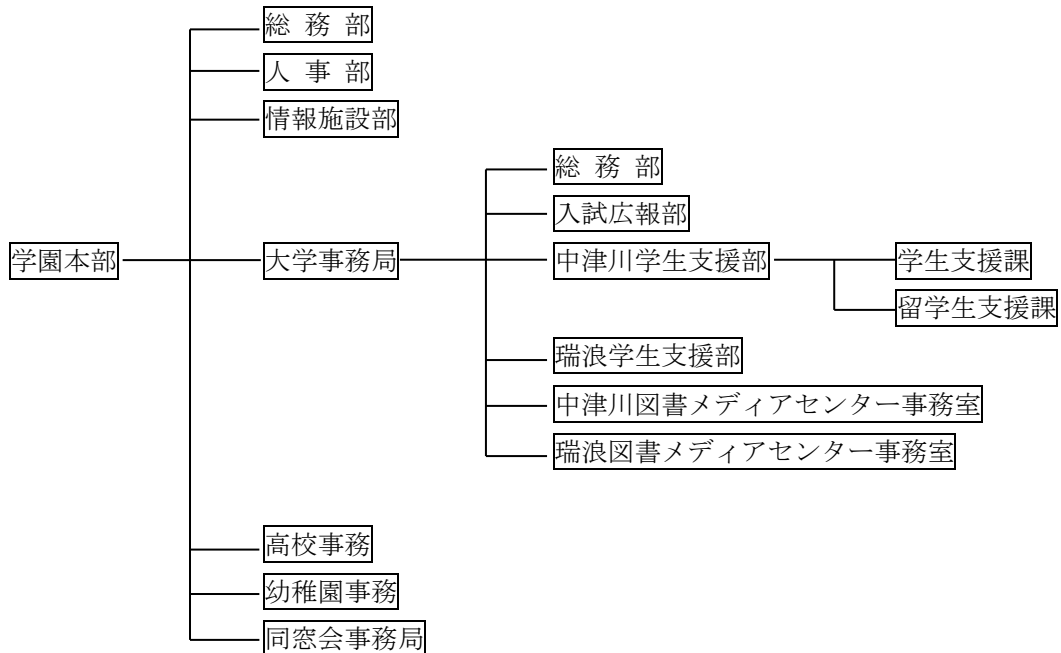 総 務 部
人 事 部
情報施設部
総 務 部
入試広報部
学園本部 大学事務局 中津川学生支援部 学生支援課
留学生支援課
瑞浪学生支援部
中津川図書メディアセンター事務室
瑞浪図書メディアセンター事務室
高校事務
幼稚園事務
同窓会事務局